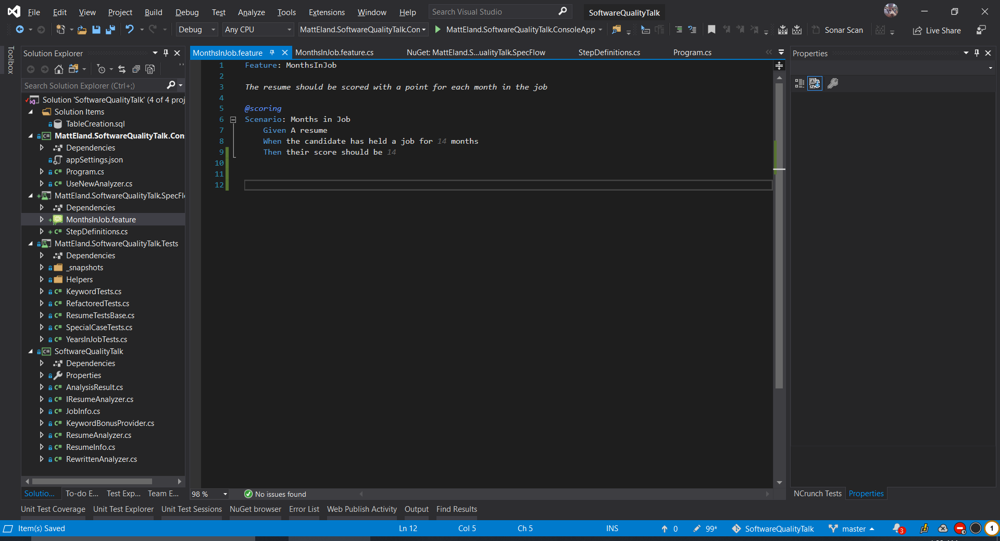 File Edit View Project Build Debug Test Analyze Tools Extensions Window Help Search Visual Studio SoftwareQualityTalk
Debug Any CPU MattEland.SoftwareQualityTalk.Con MattEland.SoftwareQualityTalk.ConsoleApp Sonar Scan Live Share
Toolbox
Solution Explorer
Search Solution Explorer (Ctrl+;)
Solution 'SoftwareQualityTalk' (4 of 4 proj
Solution Items
TableCreation.sql
MattEland.SoftwareQualityTalk.Con
Dependencies
appSettings.json
C# Program.cs
C# UseNewAnalyzer.cs
MattEland.SoftwareQualityTalk.SpecFl
Dependencies
MonthsInJob.feature
C# StepDefinitions.cs
MattEland.SoftwareQualityTalk.Tests
Dependencies
_snapshots
Helpers
C# KeywordTests.cs
C# RefactoredTests.cs
C# ResumeTestsBase.cs
C# SpecialCaseTests.cs
C# YearsInJobTests.cs
C# SoftwareQualityTalk
Dependencies
Properties
C# AnalysisResult.cs
C# IResumeAnalyzer.cs
C# JobInfo.cs
C# KeywordBonusProvider.cs
C# ResumeAnalyzer.cs
C# ResumeInfo.cs
C# RewrittenAnalyzer.cs
Solutio... To-do E... Test Exp... Team E...
MonthsInJob.feature MonthsInJob.feature.cs NuGet: MattEland.S...ualityTalk.SpecFlow StepDefinitions.cs Program.cs
1 Feature: MonthsInJob
2
3 The resume should be scored with a point for each month in the job
4
5 @scoring
6 Scenario: Months in Job
7 Given A resume
8 When the candidate has held a job for 14 months
9 Then their score should be 14
10
11
12
98 % No issues found
Properties
NCrunch Tests Properties
Unit Test Coverage Unit Test Explorer Unit Test Sessions NuGet browser Error List Web Publish Activity Output Find Results
Item(s) Saved Ln 12 Col 5 Ch 5 INS 0 99* SoftwareQualityTalk master 3 1